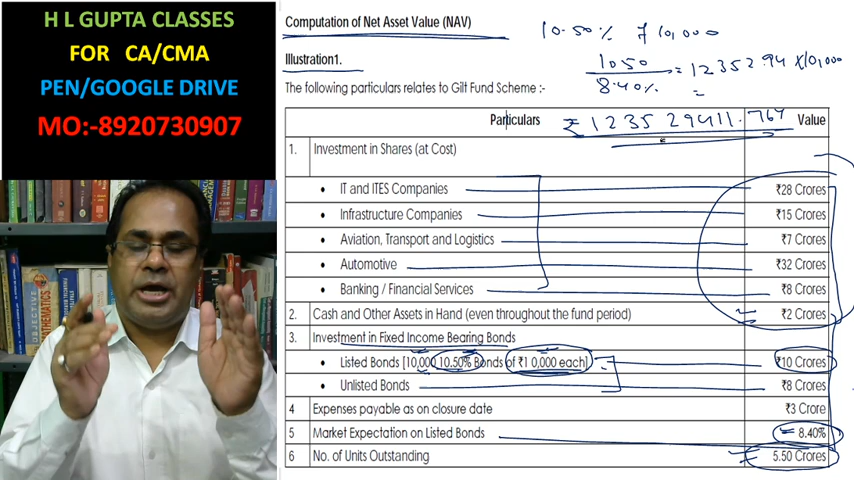 H L GUPTA CLASSES
FOR CA/CMA
PEN/GOOGLE DRIVE
MO:-8920730907
Computation of Net Asset Value (NAV)
10.50% ₹10,000
Illustration1.
1050
8.40%
= 12352.94 x 10,000
=
The following particulars relates to Gilt Fund Scheme :-
Particulars Value
₹ 1235 29411.764
1. Investment in Shares (at Cost)
• IT and ITES Companies ₹28 Crores
• Infrastructure Companies ₹15 Crores
• Aviation, Transport and Logistics ₹7 Crores
• Automotive ₹32 Crores
• Banking / Financial Services ₹8 Crores
2. Cash and Other Assets in Hand (even throughout the fund period) ₹2 Crores
3. Investment in Fixed Income Bearing Bonds
• Listed Bonds [10,000 10.50% Bonds of ₹10,000 each] ₹10 Crores
• Unlisted Bonds ₹8 Crores
4 Expenses payable as on closure date ₹3 Crore
5 Market Expectation on Listed Bonds 8.40%
6 No. of Units Outstanding 5.50 Crores